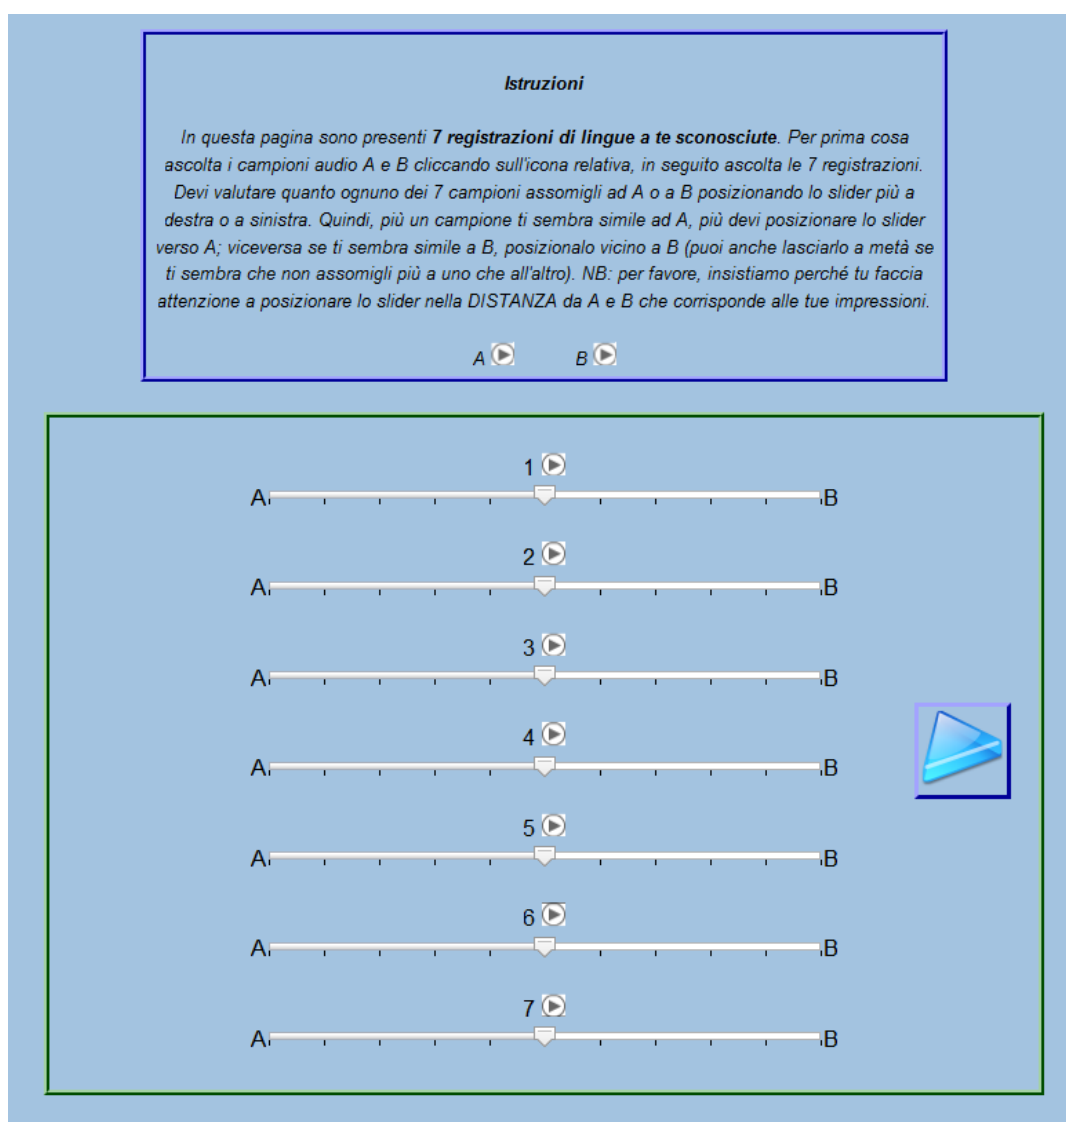 Istruzioni
In questa pagina sono presenti 7 registrazioni di lingue a te sconosciute. Per prima cosa
ascolta i campioni audio A e B cliccando sull'icona relativa, in seguito ascolta le 7 registrazioni.
Devi valutare quanto ognuno dei 7 campioni assomigli ad A o a B posizionando lo slider più a
destra o a sinistra. Quindi, più un campione ti sembra simile ad A, più devi posizionare lo slider
verso A; viceversa se ti sembra simile a B, posizionalo vicino a B (puoi anche lasciarlo a metà se
ti sembra che non assomigli più a uno che all'altro). NB: per favore, insistiamo perché tu faccia
attenzione a posizionare lo slider nella DISTANZA da A e B che corrisponde alle tue impressioni.
A B
1
A B
2
A B
3
A B
4
A B
5
A B
6
A B
7
A B